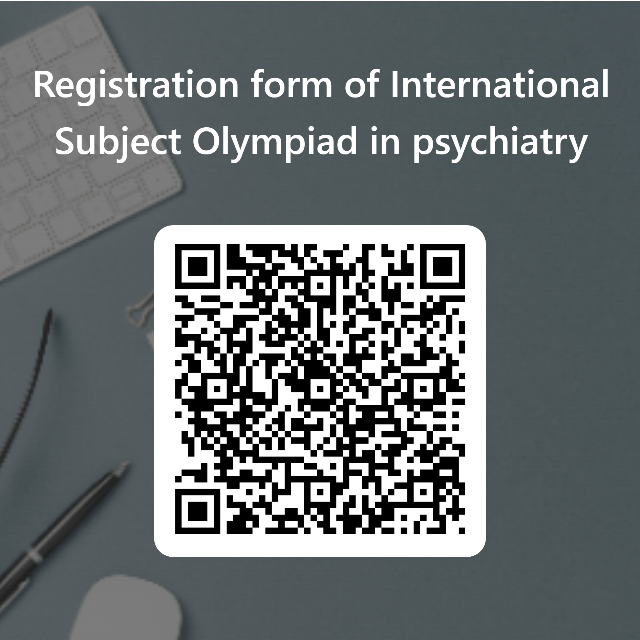 Registration form of International
Subject Olympiad in psychiatry